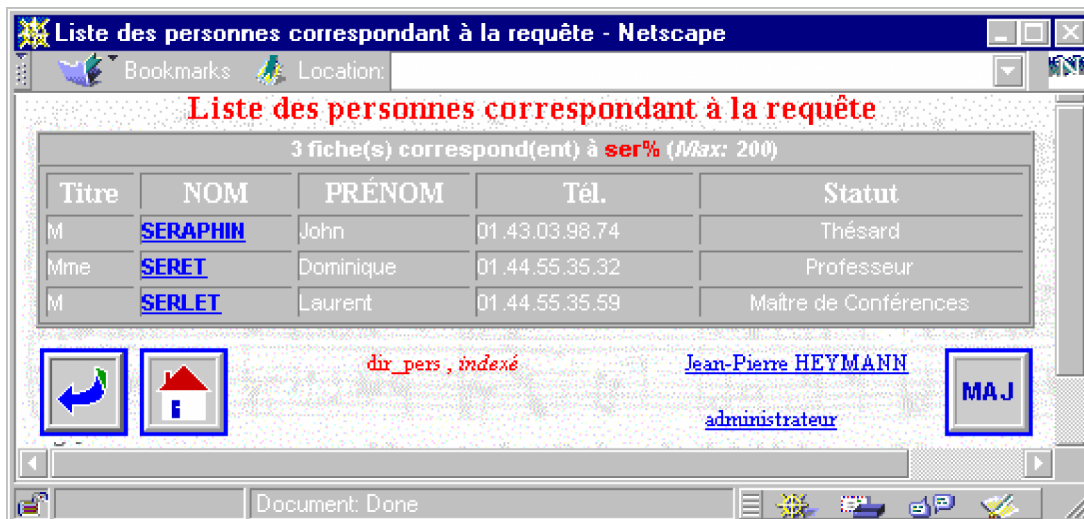 Liste des personnes correspondant à la requête - Netscape
Bookmarks Location:
Liste des personnes correspondant à la requête
3 fiche(s) correspond(ent) à ser% (Max: 200)
Titre NOM PRÉNOM Tél. Statut
M SERAPHIN John 01.43.03.98.74 Thésard
Mme SERET Dominique 01.44.55.35.32 Professeur
M SERLET Laurent 01.44.55.35.59 Maître de Conférences
dir_pers , indexé Jean-Pierre HEYMANN
MAJ
administrateur
Document: Done